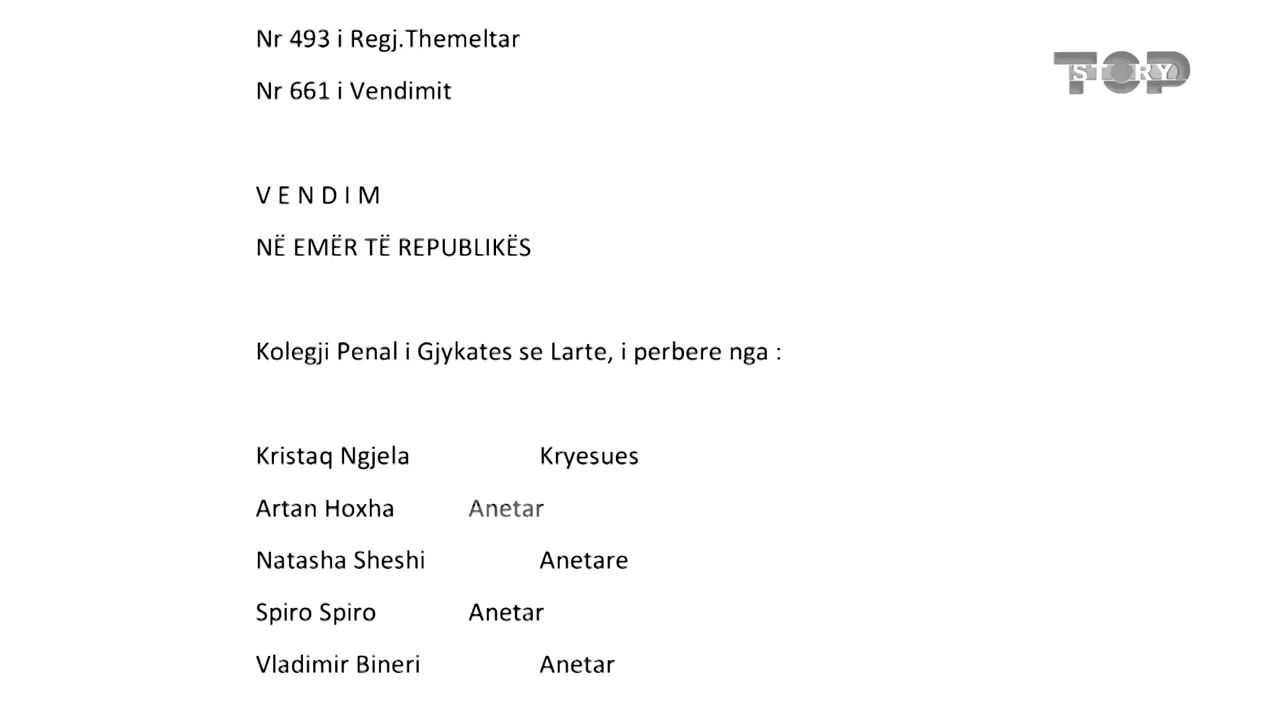 Nr 493 i Regj.Themeltar
TOP STORY
Nr 661 i Vendimit
V E N D I M
NË EMËR TË REPUBLIKËS
Kolegji Penal i Gjykates se Larte, i perbere nga :
Kristaq Ngjela Kryesues
Artan Hoxha Anetar
Natasha Sheshi Anetare
Spiro Spiro Anetar
Vladimir Bineri Anetar